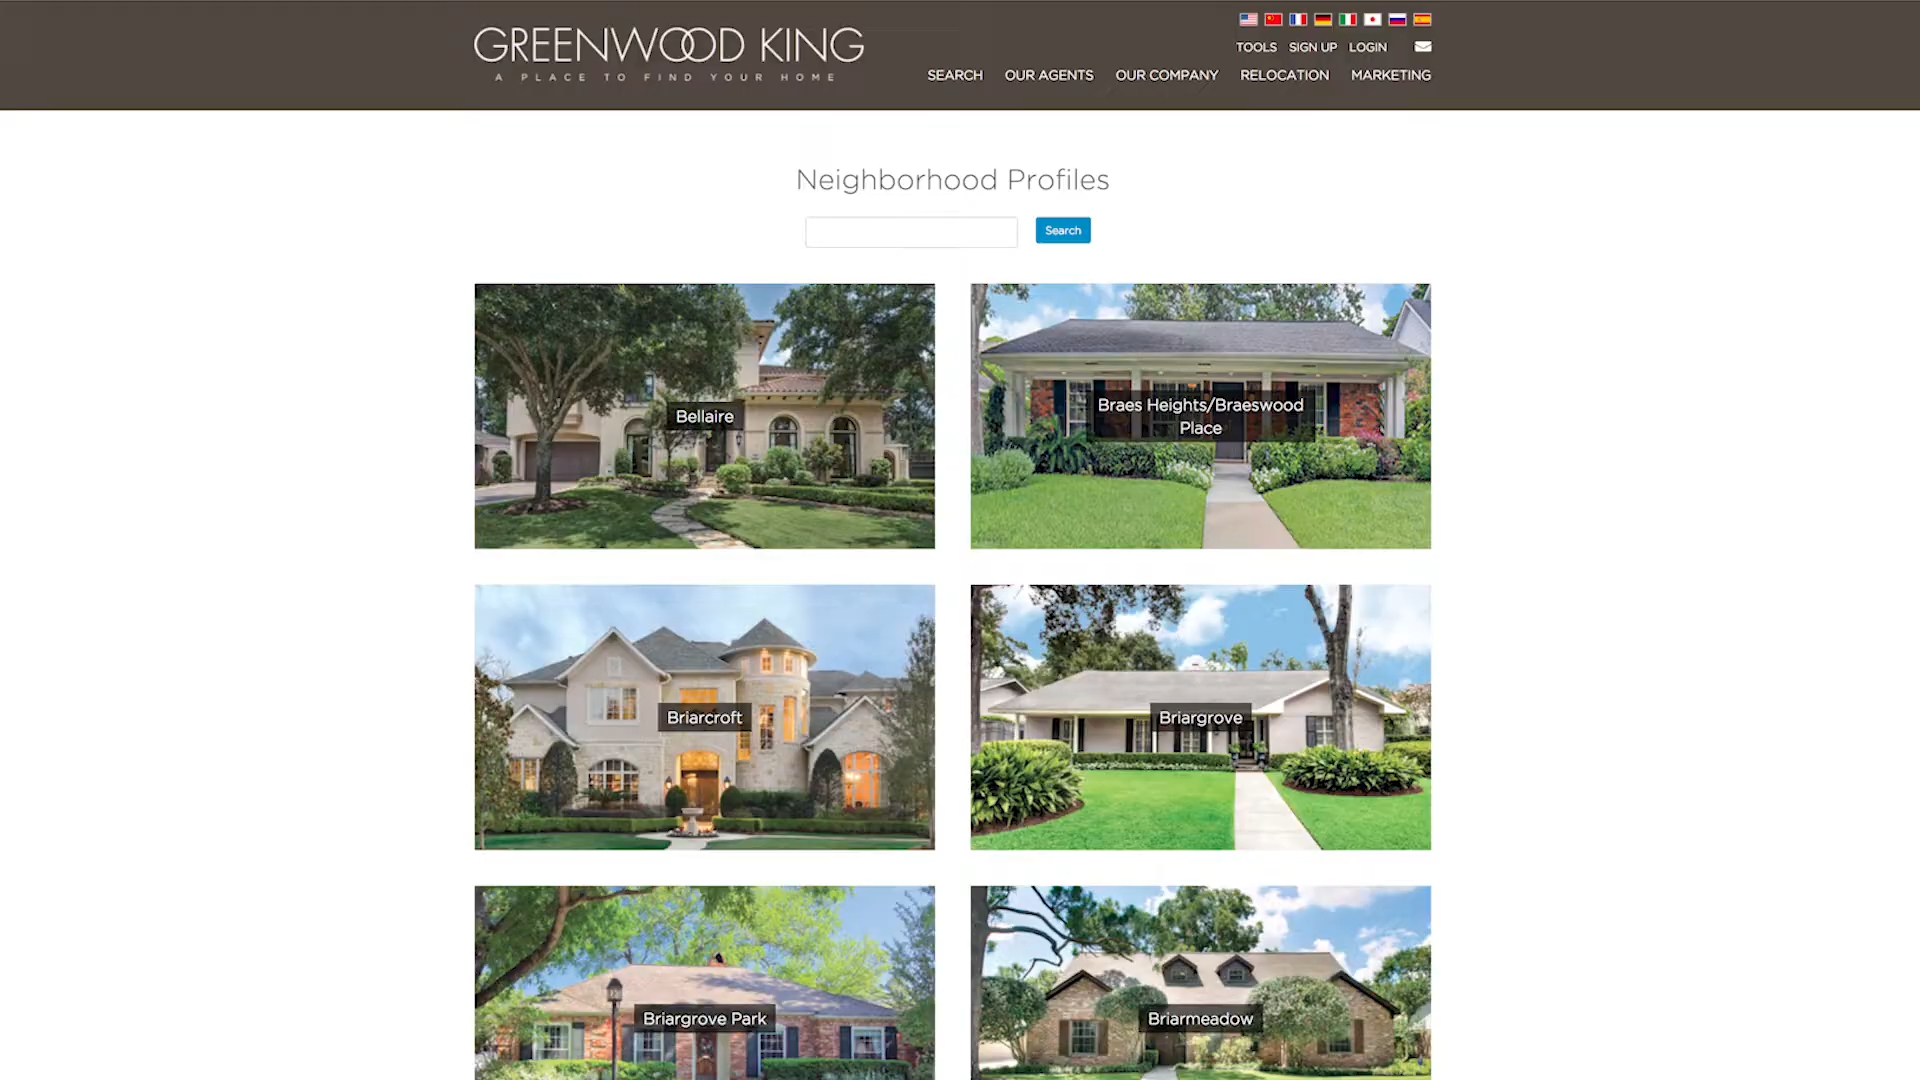 GREENWOOD KING
A PLACE TO FIND YOUR HOME
TOOLS SIGN UP LOGIN
SEARCH OUR AGENTS OUR COMPANY RELOCATION MARKETING
Neighborhood Profiles
Search
Bellaire
Braes Heights/Braeswood
Place
Briarcroft
Briargrove
Briargrove Park
Briarmeadow